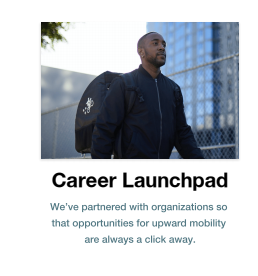 Career Launchpad
We've partnered with organizations so
that opportunities for upward mobility
are always a click away.